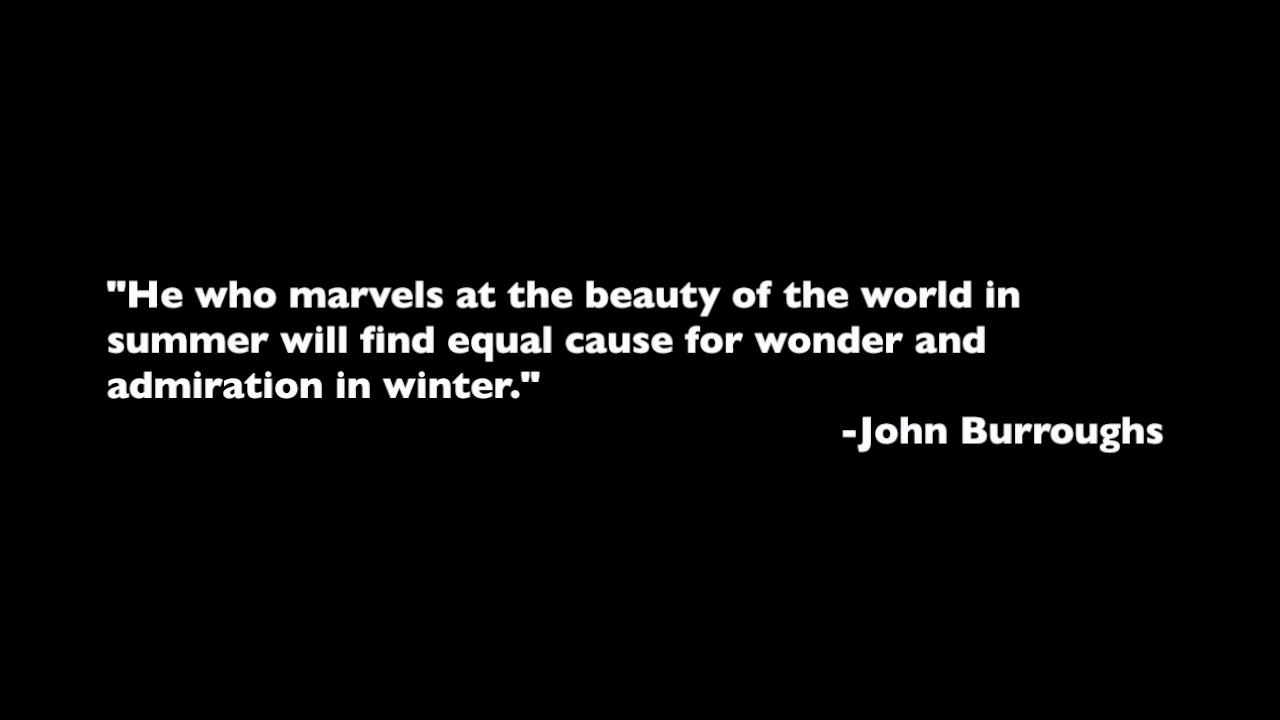 "He who marvels at the beauty of the world in
summer will find equal cause for wonder and
admiration in winter."
-John Burroughs